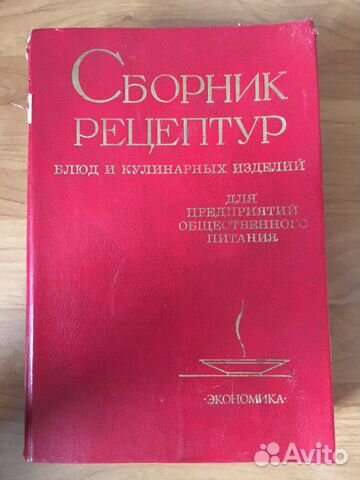 СБОРНИК
РЕЦЕПТУР
БЛЮД И КУЛИНАРНЫХ ИЗДЕЛИЙ
ДЛЯ
ПРЕДПРИЯТИЙ
ОБЩЕСТВЕННОГО
ПИТАНИЯ
·ЭКОНОМИКА·
Avito